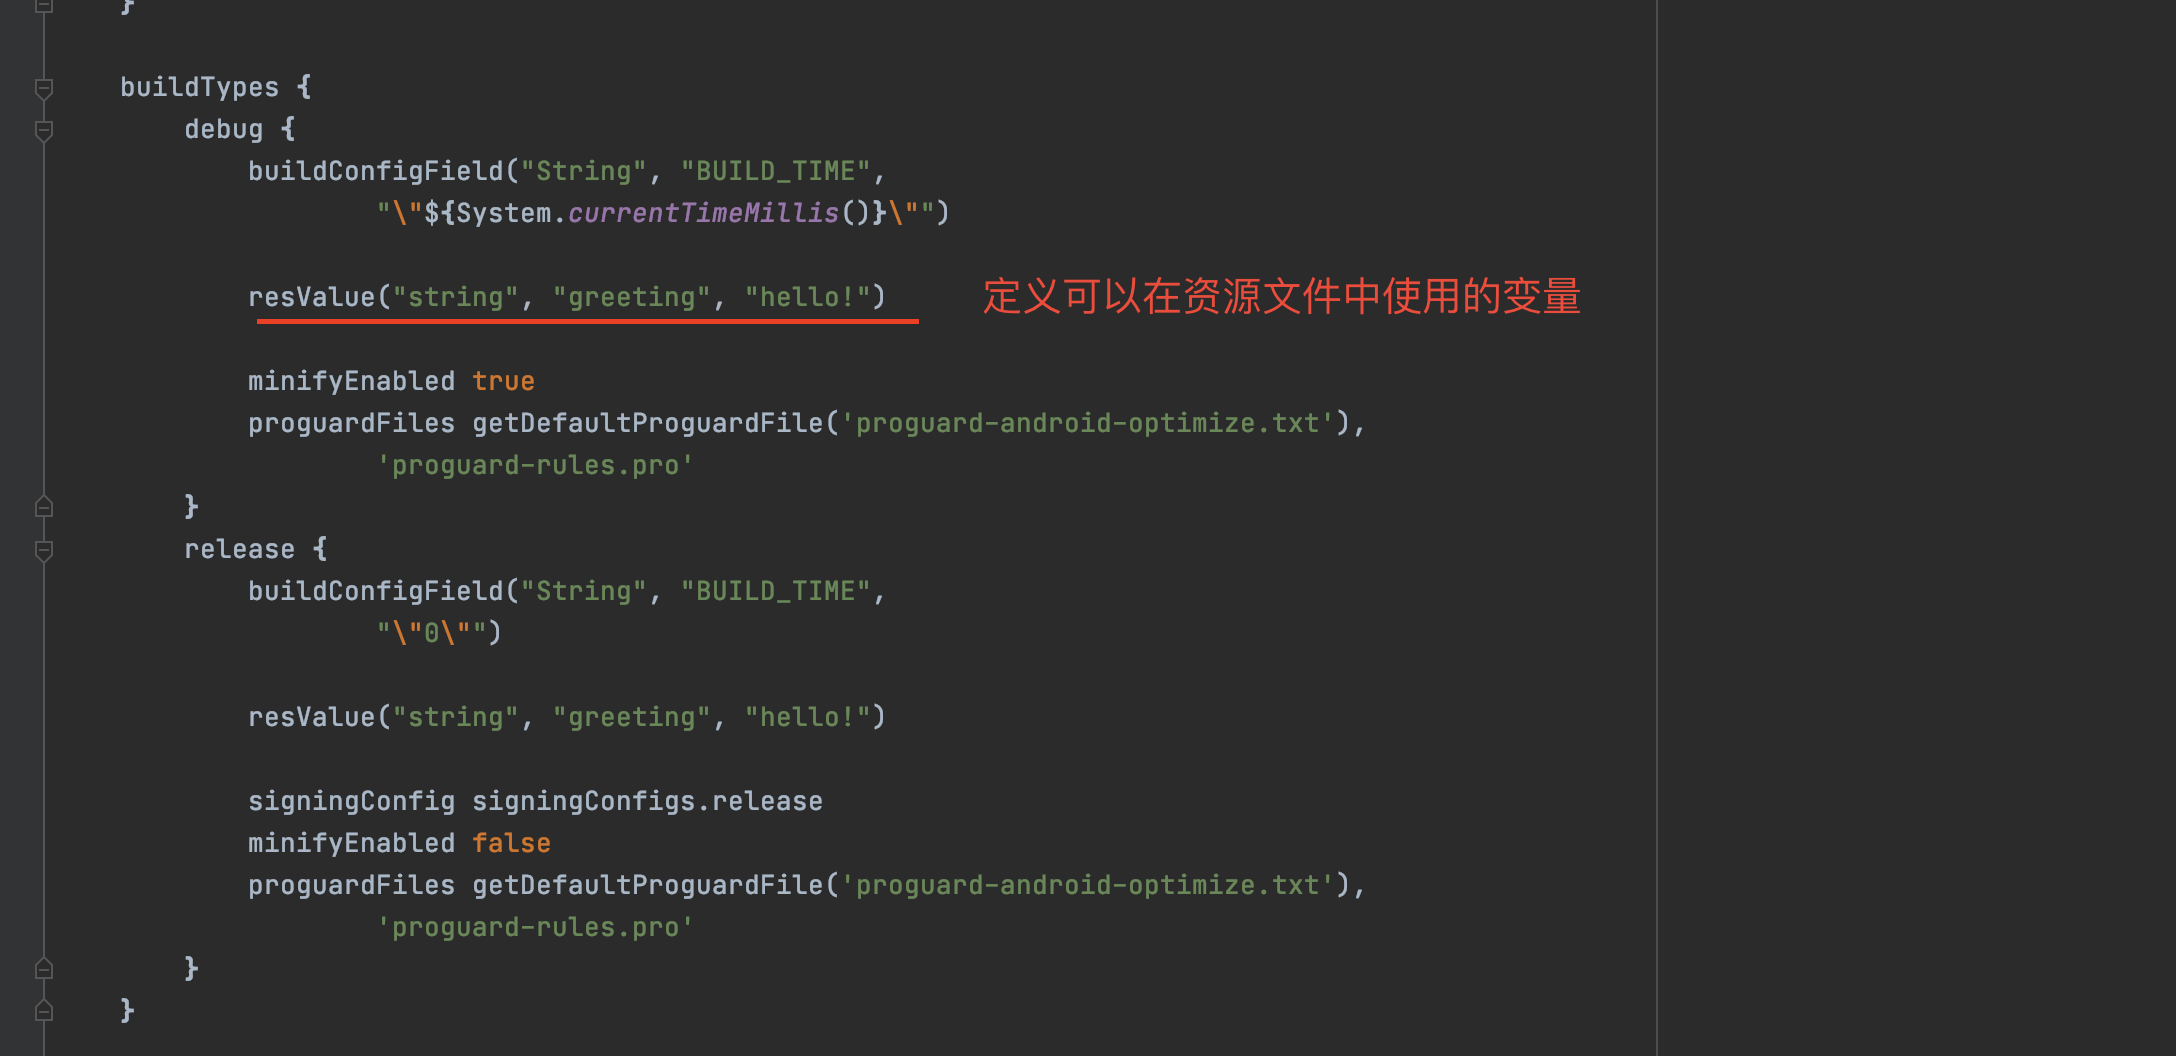 }
buildTypes {
debug {
buildConfigField("String", "BUILD_TIME",
"\"${System.currentTimeMillis()}\"")
resValue("string", "greeting", "hello!") 定义可以在资源文件中使用的变量
minifyEnabled true
proguardFiles getDefaultProguardFile('proguard-android-optimize.txt'),
'proguard-rules.pro'
}
release {
buildConfigField("String", "BUILD_TIME",
"\"0\"")
resValue("string", "greeting", "hello!")
signingConfig signingConfigs.release
minifyEnabled false
proguardFiles getDefaultProguardFile('proguard-android-optimize.txt'),
'proguard-rules.pro'
}
}